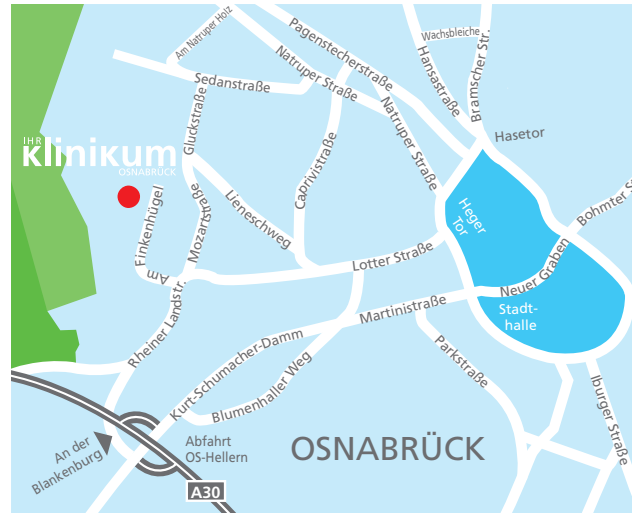 Am Natruper Holz
Pagenstecherstraße
Wachsbleiche
Hansastraße
Bramscher Str.
Sedanstraße
Natruper Straße
Natruper Straße
Gluckstraße
Hasetor
IHR
Klinikum
OSNABRÜCK
Caprivistraße
Lieneschweg
Mozartstraße
Am Finkenhügel
Heger
Tor
Bohmter S
Lotter Straße
Neuer Graben
Rheiner Landstr.
Martinistraße
Stadt-
halle
Kurt-Schumacher-Damm
Parkstraße
Blumenhaller Weg
Iburger Straße
An der
Blankenburg
Abfahrt
OS-Hellern
OSNABRÜCK
A30